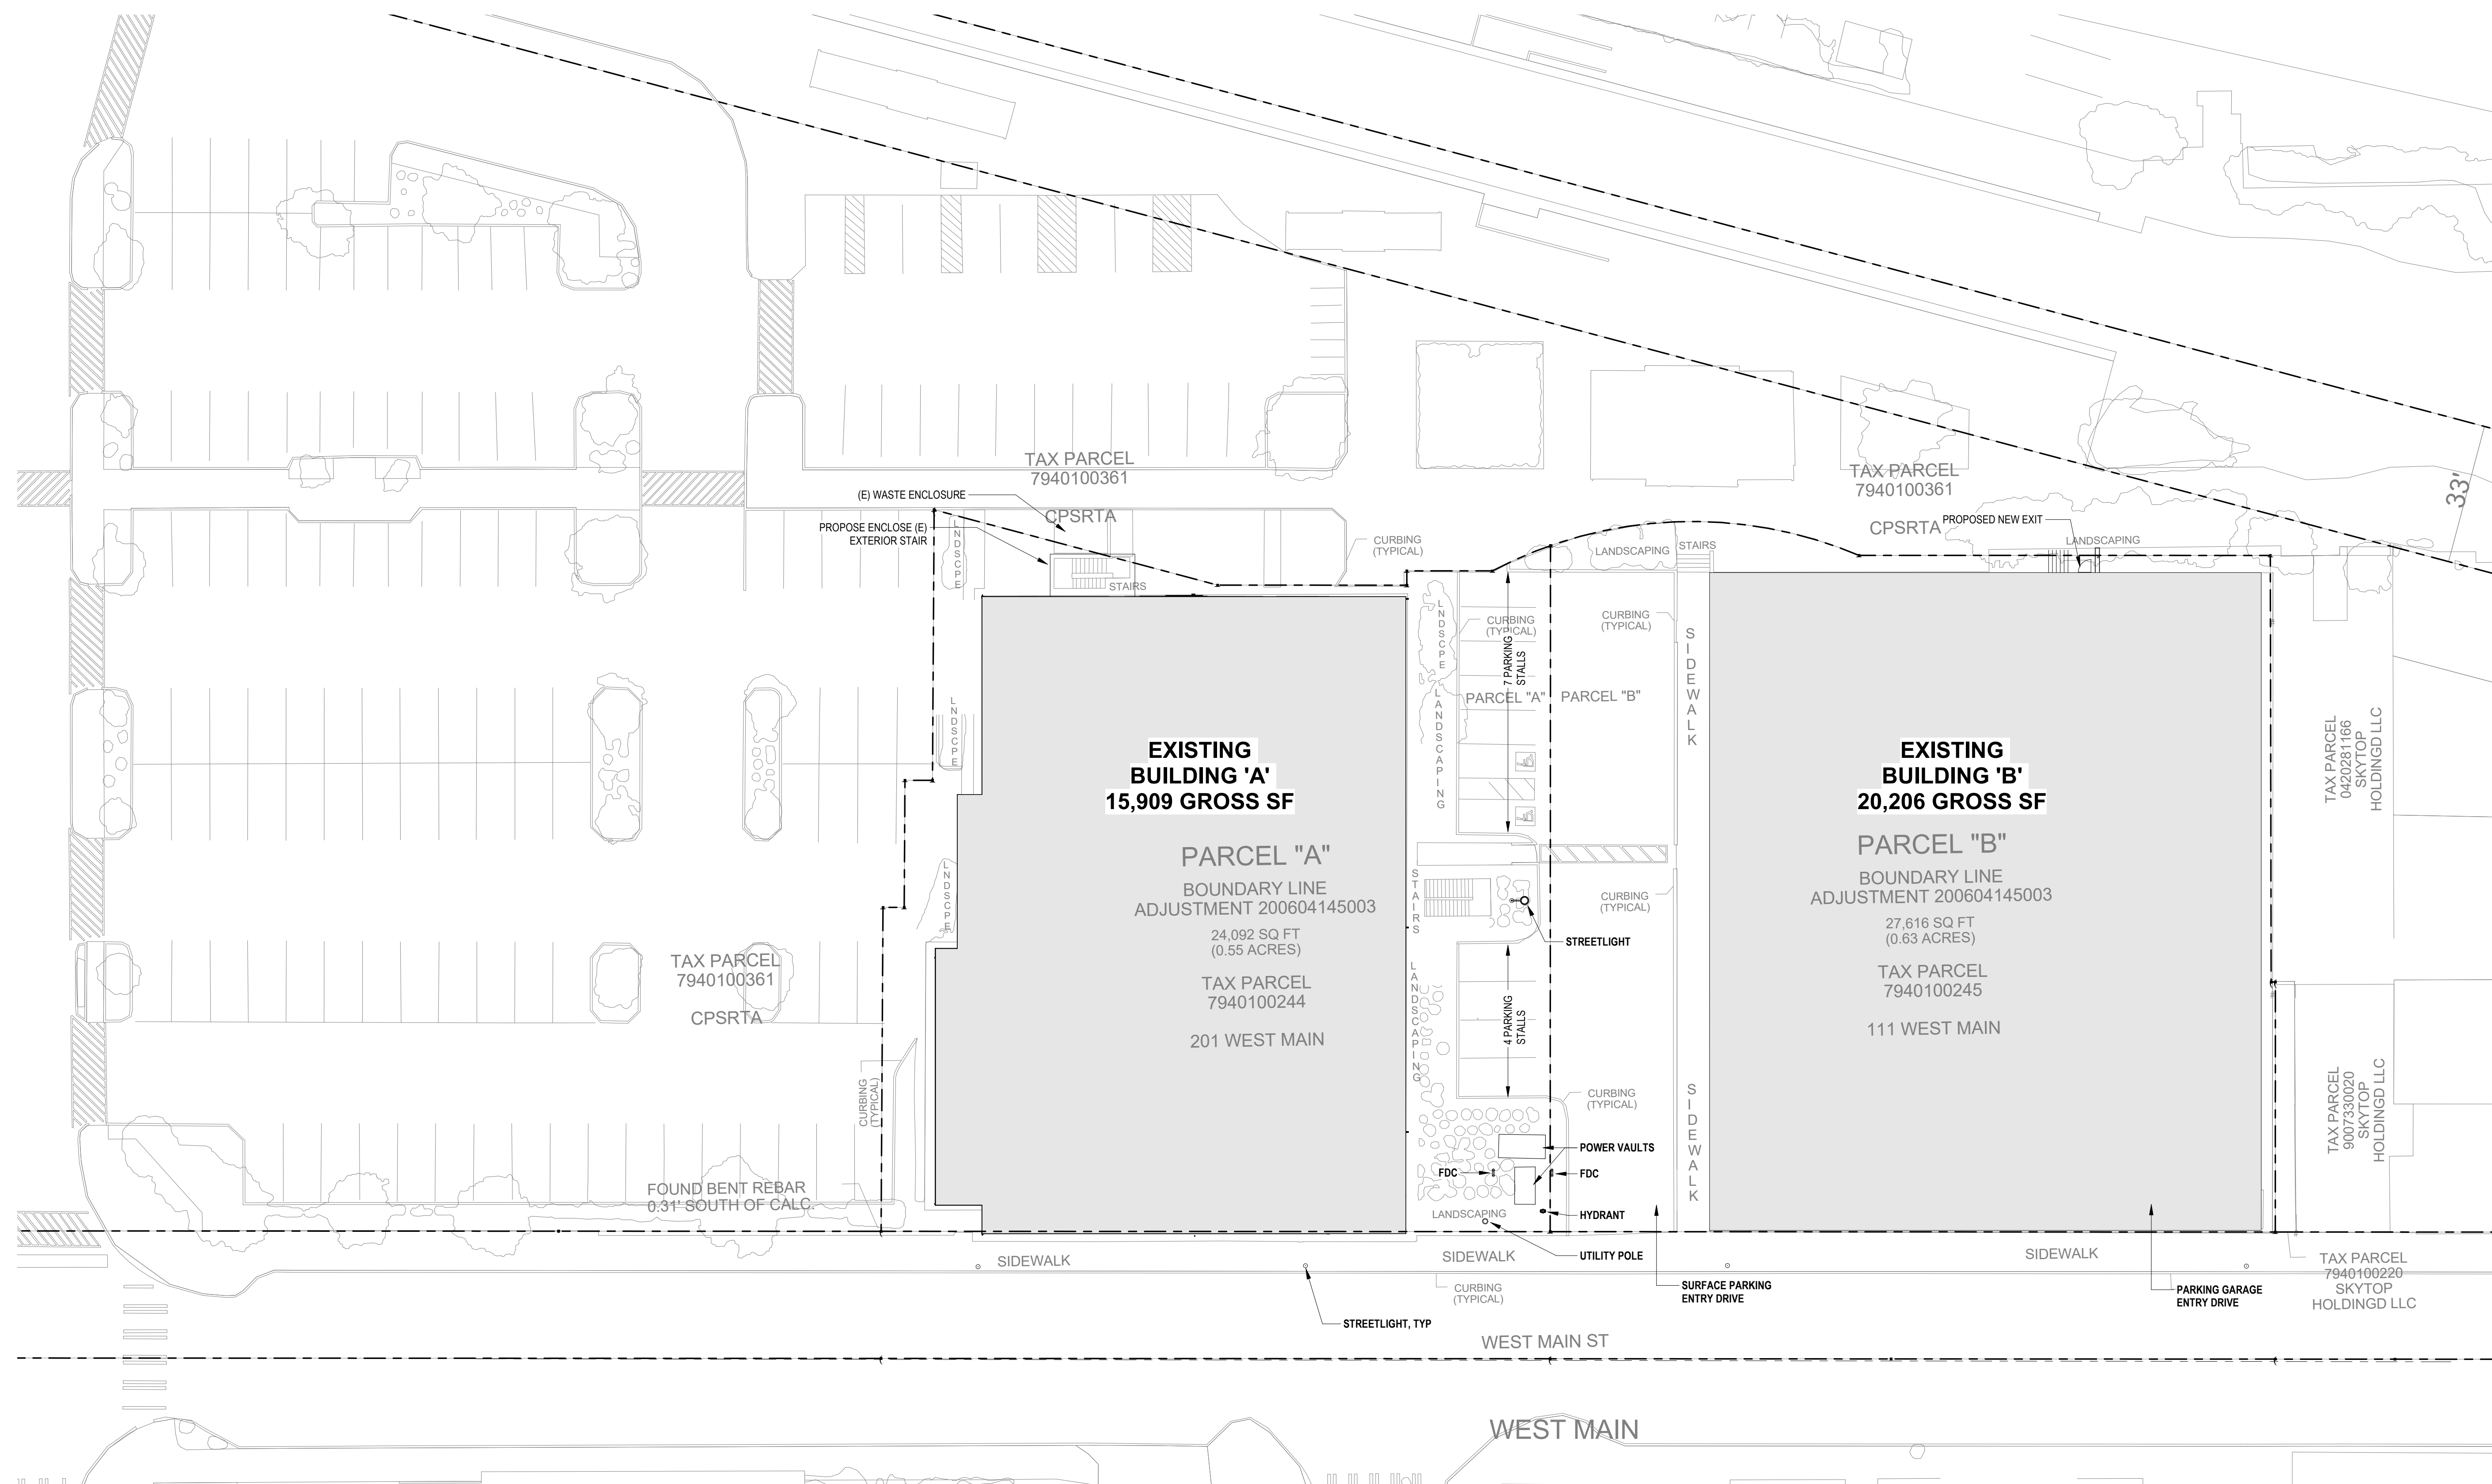 TAX PARCEL
7940100361
CPSRTA
(E) WASTE ENCLOSURE
PROPOSE ENCLOSE (E)
EXTERIOR STAIR
LNDSCPE
STAIRS
CURBING
(TYPICAL)
TAX PARCEL
7940100361
CPSRTA
PROPOSED NEW EXIT
LANDSCAPING
LANDSCAPING
STAIRS
33'
LNDSCPE
CURBING
(TYPICAL)
7 PARKING
STALLS
CURBING
(TYPICAL)
SIDEWALK
PARCEL "A"
PARCEL "B"
LNDSCPE
LANDSCAPING
EXISTING
BUILDING 'A'
15,909 GROSS SF
PARCEL "A"
BOUNDARY LINE
ADJUSTMENT 200604145003
24,092 SQ FT
(0.55 ACRES)
TAX PARCEL
7940100244
201 WEST MAIN
EXISTING
BUILDING 'B'
20,206 GROSS SF
PARCEL "B"
BOUNDARY LINE
ADJUSTMENT 200604145003
27,616 SQ FT
(0.63 ACRES)
TAX PARCEL
7940100245
111 WEST MAIN
TAX PARCEL
0420281166
SKYTOP
HOLDINGD LLC
LNDSCPE
STAIRS
CURBING
(TYPICAL)
STREETLIGHT
TAX PARCEL
7940100361
CPSRTA
LANDSCAPING
4 PARKING
STALLS
CURBING
(TYPICAL)
CURBING
(TYPICAL)
SIDEWALK
TAX PARCEL
9007330020
SKYTOP
HOLDINGD LLC
POWER VAULTS
FDC
FDC
FOUND BENT REBAR
0.31' SOUTH OF CALC.
LANDSCAPING
HYDRANT
UTILITY POLE
SIDEWALK
SIDEWALK
SIDEWALK
CURBING
(TYPICAL)
SURFACE PARKING
ENTRY DRIVE
PARKING GARAGE
ENTRY DRIVE
TAX PARCEL
7940100220
SKYTOP
HOLDINGD LLC
STREETLIGHT, TYP
WEST MAIN ST
WEST MAIN